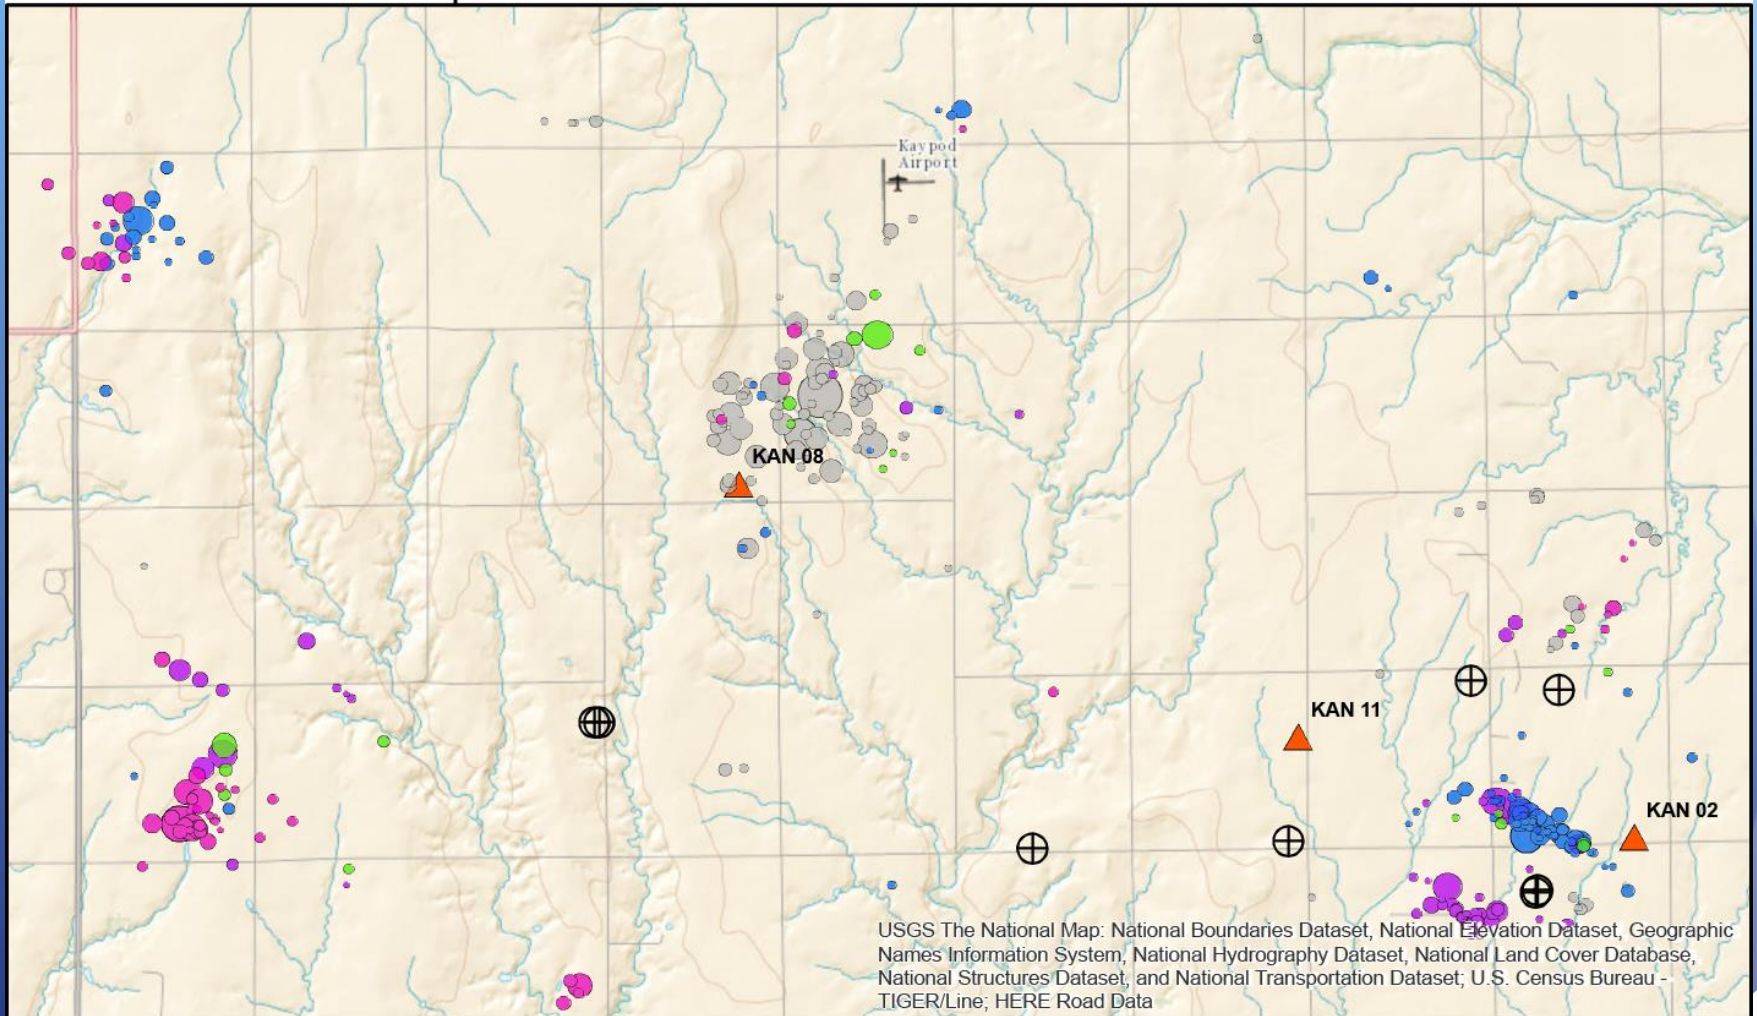 Kaypod
Airport
KAN 08
KAN 11
KAN 02
USGS The National Map: National Boundaries Dataset, National Elevation Dataset, Geographic
Names Information System, National Hydrography Dataset, National Land Cover Database,
National Structures Dataset, and National Transportation Dataset; U.S. Census Bureau -
TIGER/Line; HERE Road Data